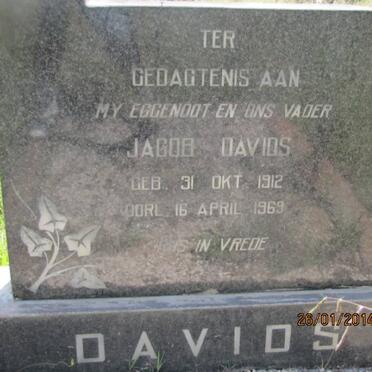 TER
GEDAGTENIS AAN
MY EGGENOOT EN ONS VADER
JACOB DAVIDS
GEB. 31 OKT. 1912
OORL. 16 APRIL 1969
RUS IN VREDE
26/01/2014
DAVIDS